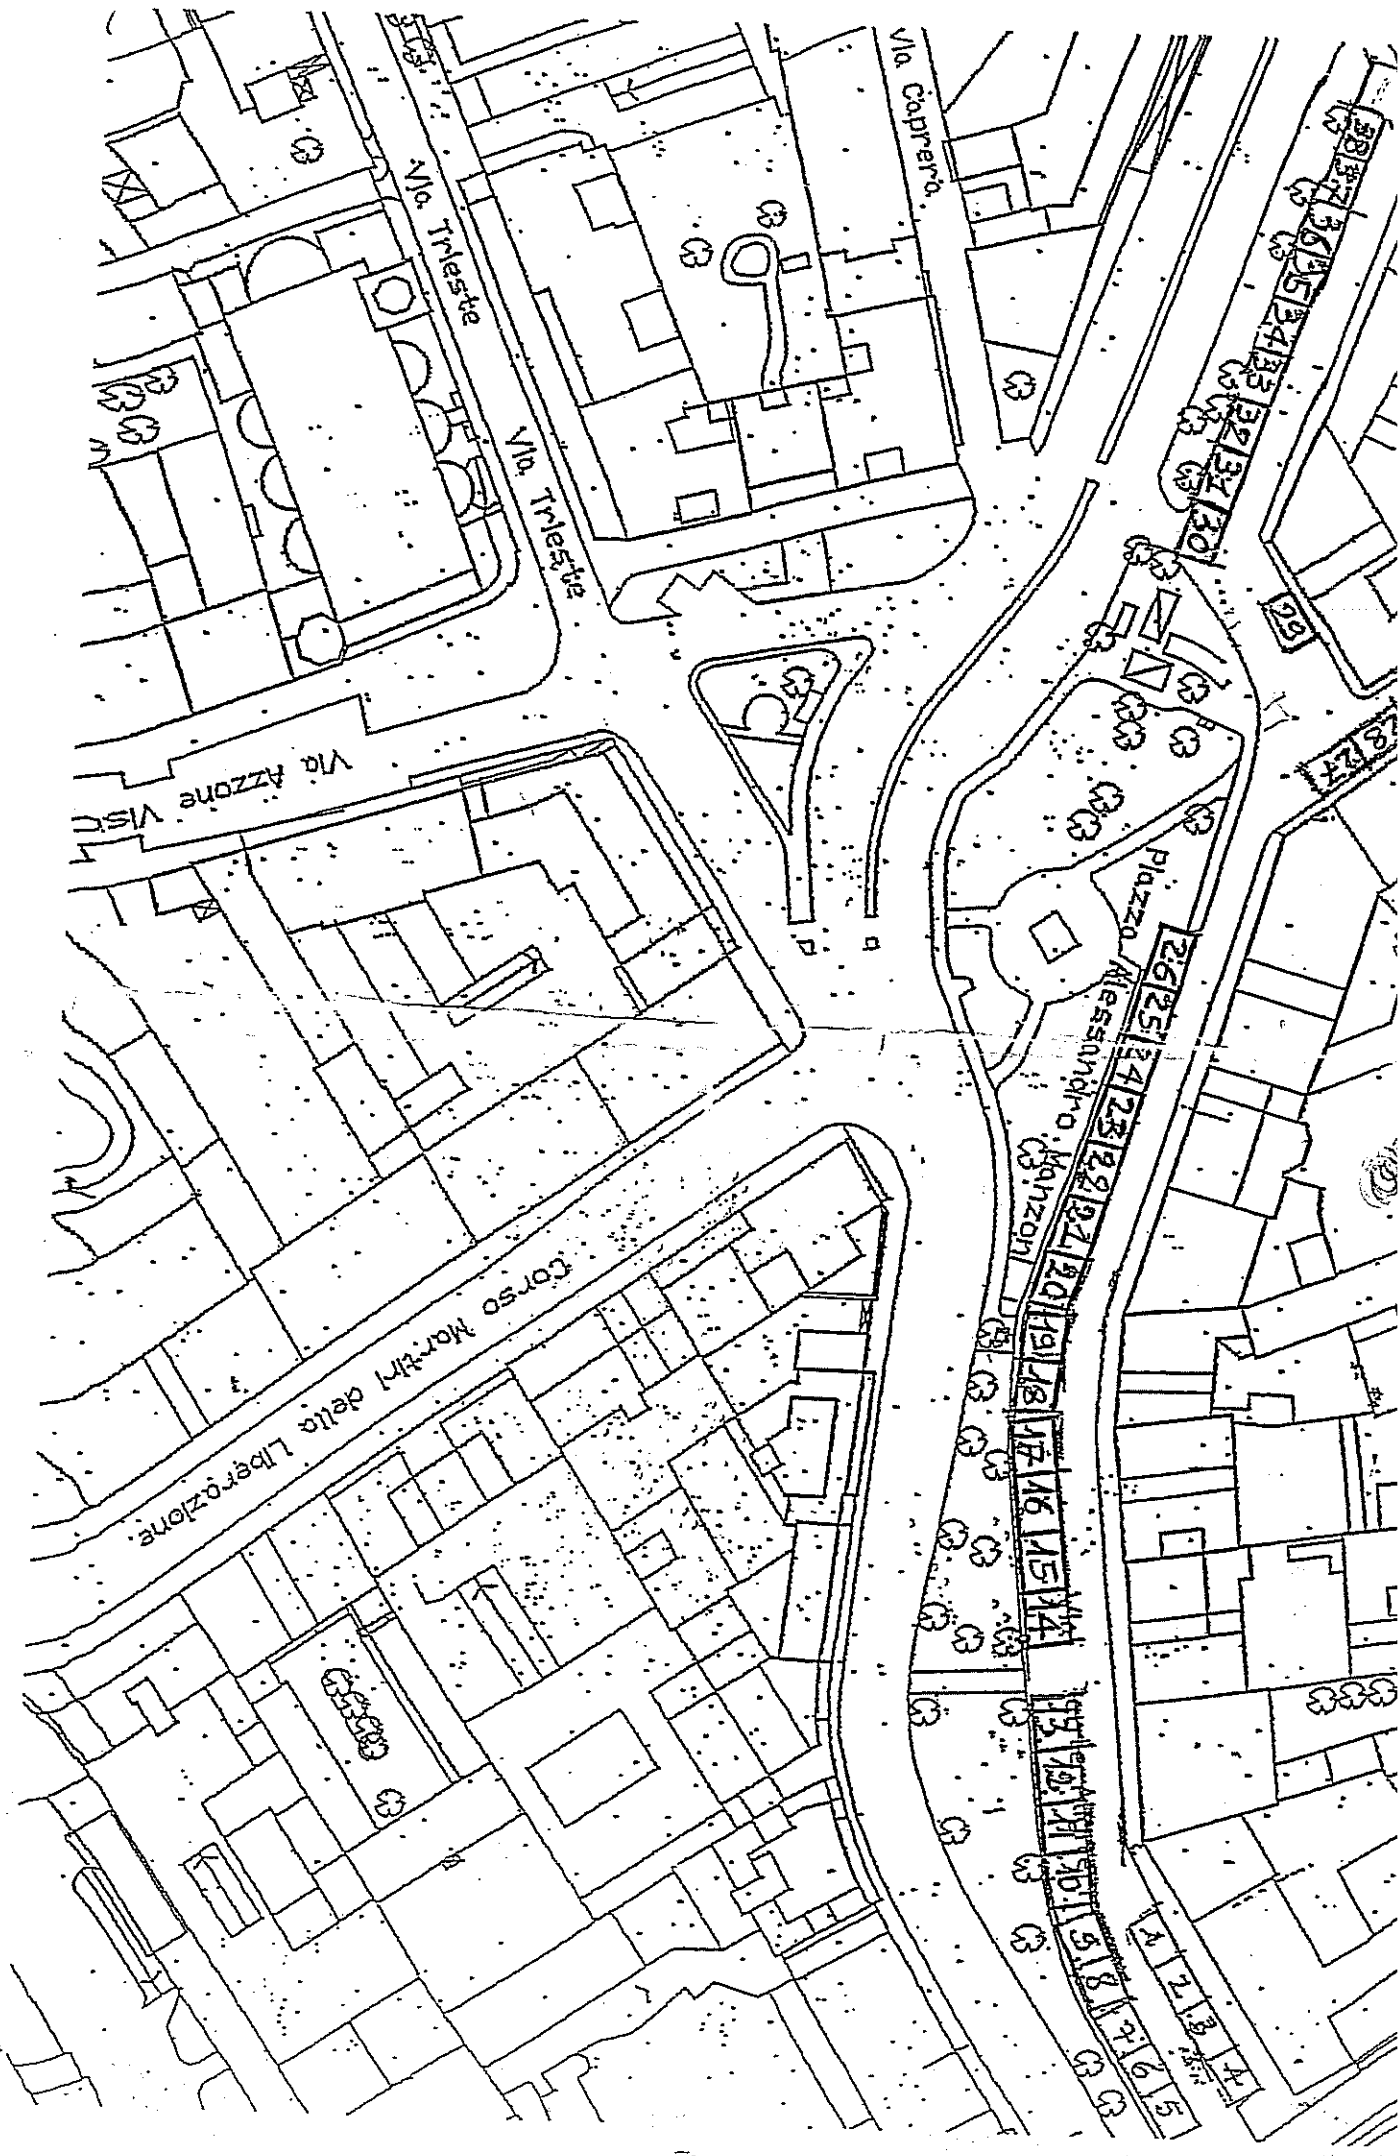 Via Caprera
Via Trieste
Via Trieste
Via Azzone Visc
Piazza Alessandro Manzoni
Corso Martiri della Liberazione
38 37 36 35 34 33 32 31 30
29
28 27
26 25 24 23 22 21 20 19 18 17 16 15 14
13 12 11 10 9 8 7 6 5
1 2 3 4